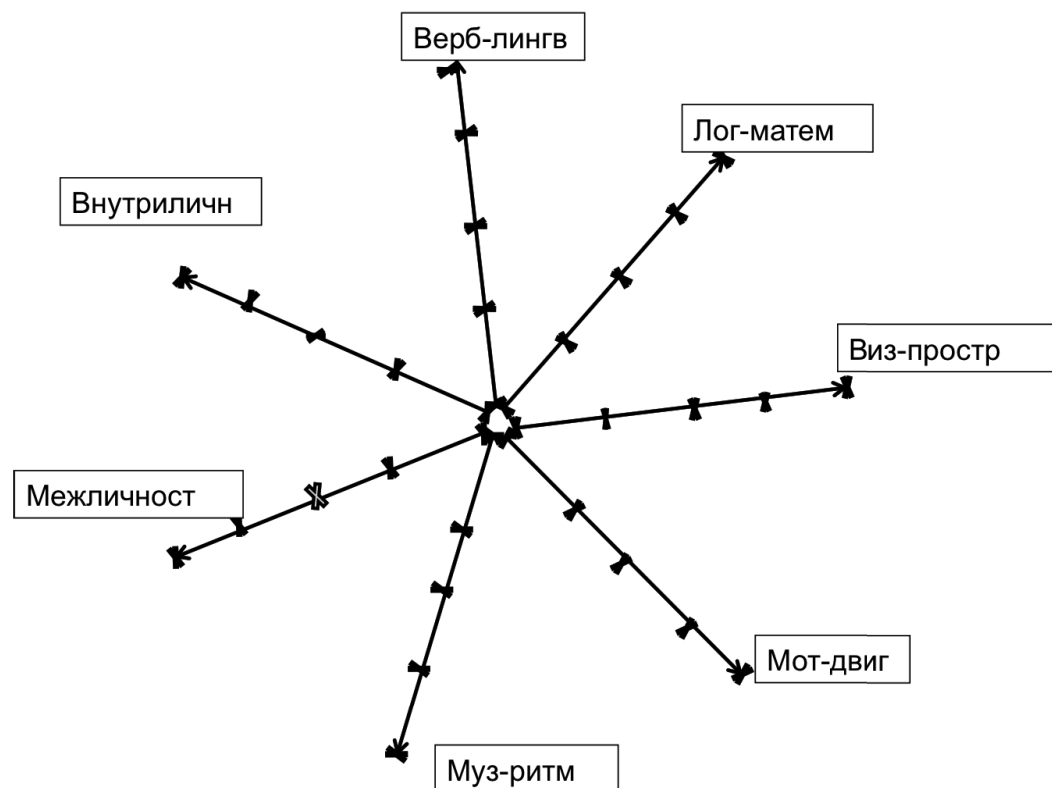 Верб-лингв
Лог-матем
Внутриличн
Виз-простр
Межличност
Мот-двиг
Муз-ритм